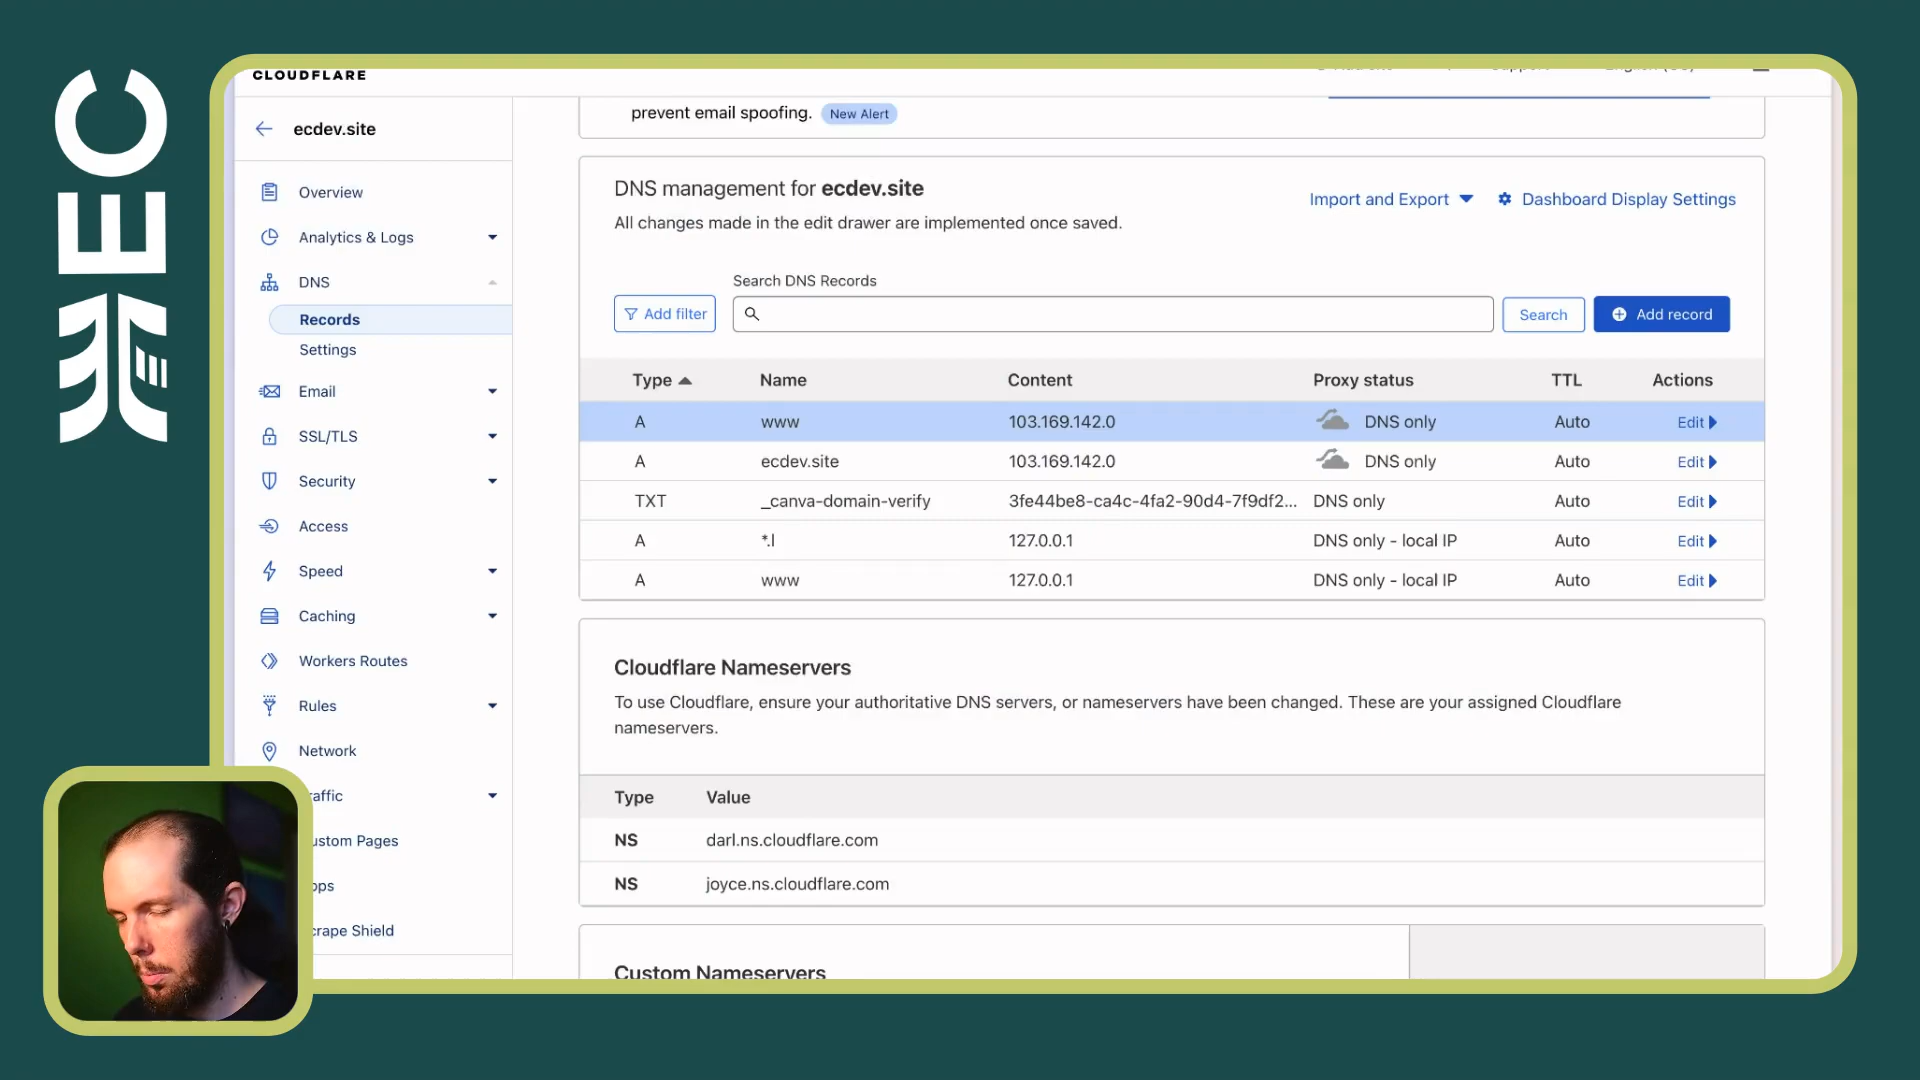 EC
CLOUDFLARE
ecdev.site
Overview
Analytics & Logs
DNS
Records
Settings
Email
SSL/TLS
Security
Access
Speed
Caching
Workers Routes
Rules
Network
affic
ustom Pages
pps
crape Shield
prevent email spoofing. New Alert
DNS management for ecdev.site
All changes made in the edit drawer are implemented once saved.
Import and Export Dashboard Display Settings
Search DNS Records
Add filter Search Add record
Type Name Content Proxy status TTL Actions
A www 103.169.142.0 DNS only Auto Edit
A ecdev.site 103.169.142.0 DNS only Auto Edit
TXT _canva-domain-verify 3fe44be8-ca4c-4fa2-90d4-7f9df2... DNS only Auto Edit
A *.l 127.0.0.1 DNS only - local IP Auto Edit
A www 127.0.0.1 DNS only - local IP Auto Edit
Cloudflare Nameservers
To use Cloudflare, ensure your authoritative DNS servers, or nameservers have been changed. These are your assigned Cloudflare
nameservers.
Type Value
NS darl.ns.cloudflare.com
NS joyce.ns.cloudflare.com
Custom Nameservers